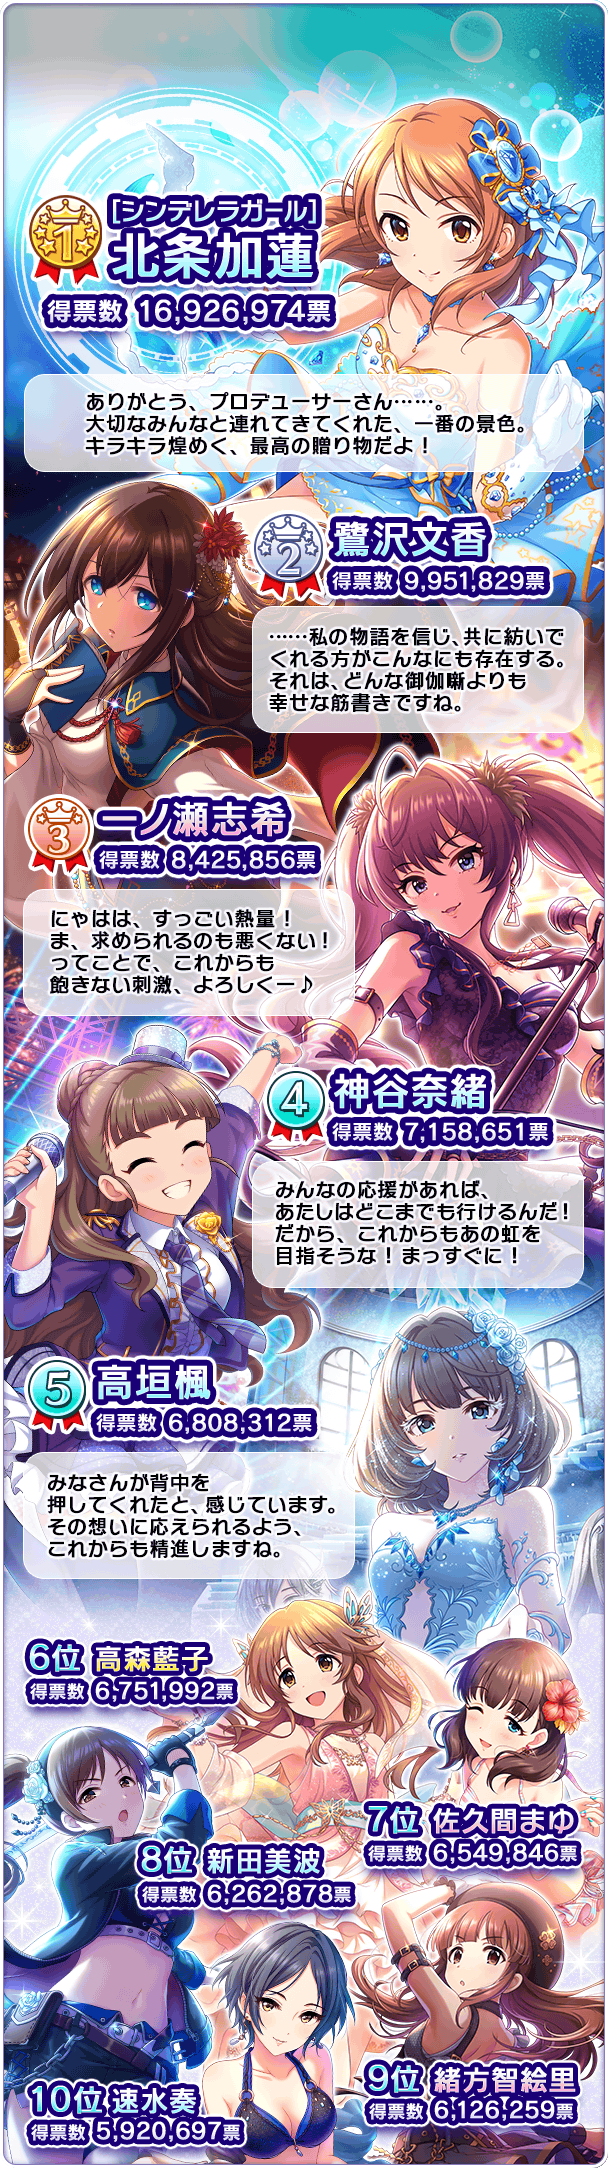 1
[シンデレラガール]
北条加蓮
得票数 16,926,974票
ありがとう、プロデューサーさん……。
大切なみんなと連れてきてくれた、一番の景色。
キラキラ煌めく、最高の贈り物だよ！
2
鷺沢文香
得票数 9,951,829票
……私の物語を信じ、共に紡いで
くれる方がこんなにも存在する。
それは、どんな御伽噺よりも
幸せな筋書きですね。
3
一ノ瀬志希
得票数 8,425,856票
にゃはは、すっごい熱量！
ま、求められるのも悪くない！
ってことで、これからも
飽きない刺激、よろしくー♪
4
神谷奈緒
得票数 7,158,651票
みんなの応援があれば、
あたしはどこまでも行けるんだ！
だから、これからもあの虹を
目指そうな！まっすぐに！
5
高垣楓
得票数 6,808,312票
みなさんが背中を
押してくれたと、感じています。
その想いに応えられるよう、
これからも精進しますね。
6位 高森藍子
得票数 6,751,992票
7位 佐久間まゆ
得票数 6,549,846票
8位 新田美波
得票数 6,262,878票
9位 緒方智絵里
得票数 6,126,259票
10位 速水奏
得票数 5,920,697票